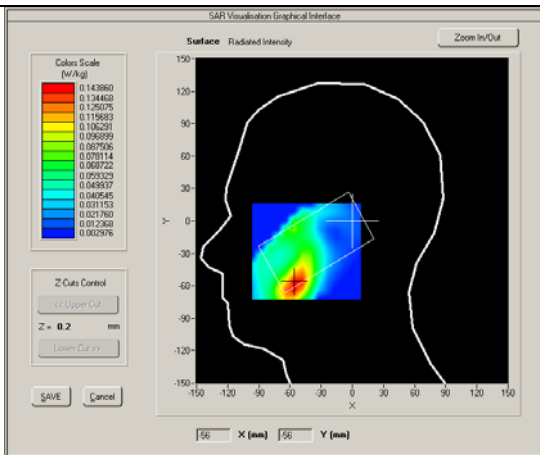 SAR Visualisation Graphical Interface
Surface Radiated Intensity
Zoom In/Out
Colors Scale
(W/kg)
0.143860
0.134468
0.125075
0.115683
0.106291
0.096899
0.087506
0.078114
0.068722
0.059329
0.049937
0.040545
0.031153
0.021760
0.012368
0.002976
150
120
90
60
30
0
-30
-60
-90
-120
-150
Y
-150 -120 -90 -60 -30 0 30 60 90 120 150
X
Z Cuts Control
<< Upper Cut
Z = 0.2 mm
Lower Cut >>
SAVE Cancel
-56 X (mm) -56 Y (mm)